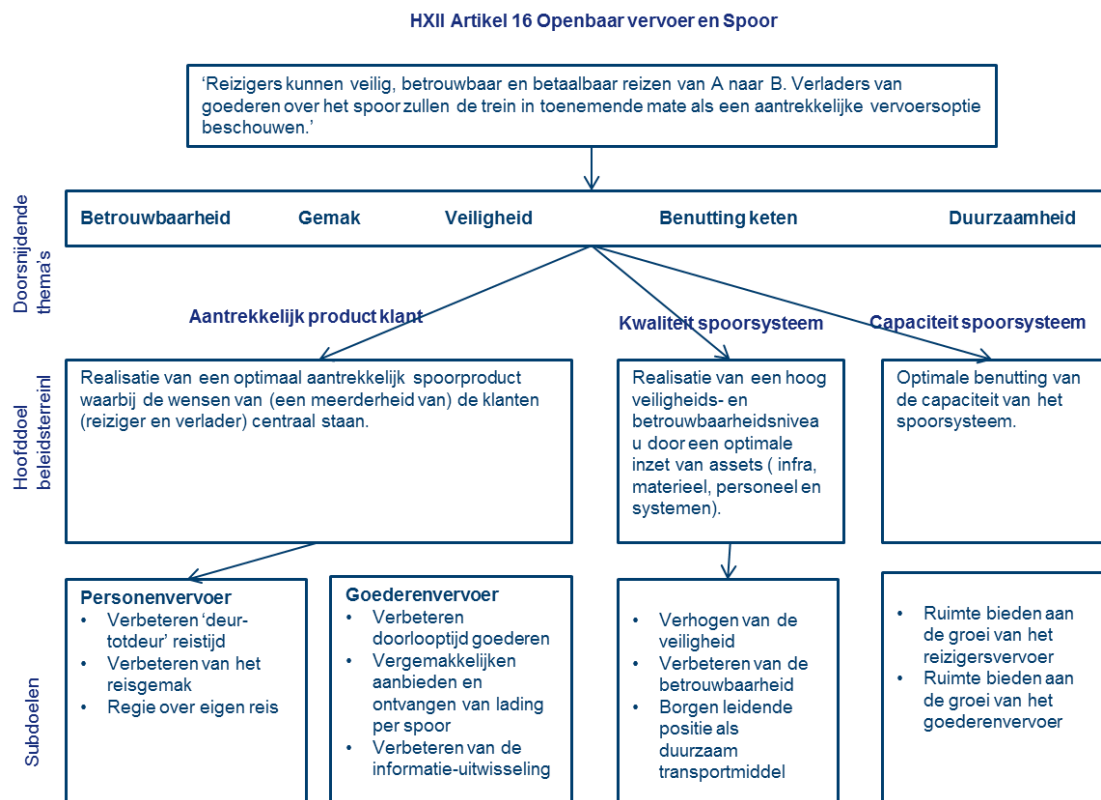 HXII Artikel 16 Openbaar vervoer en Spoor
‘Reizigers kunnen veilig, betrouwbaar en betaalbaar reizen van A naar B. Verladers van
goederen over het spoor zullen de trein in toenemende mate als een aantrekkelijke vervoersoptie
beschouwen.’
Doorsnijdende
thema’s
Betrouwbaarheid Gemak Veiligheid Benutting keten Duurzaamheid
Aantrekkelijk product klant
Kwaliteit spoorsysteem
Capaciteit spoorsysteem
Hoofddoel
beleidsterreinl
Realisatie van een optimaal aantrekkelijk spoorproduct
waarbij de wensen van (een meerderheid van) de klanten
(reiziger en verlader) centraal staan.
Realisatie van een hoog
veiligheids- en
betrouwbaarheidsnivea
u door een optimale
inzet van assets ( infra,
materieel, personeel en
systemen).
Optimale benutting van
de capaciteit van het
spoorsysteem.
Subdoelen
Personenvervoer
• Verbeteren ‘deur-
totdeur’ reistijd
• Verbeteren van het
reisgemak
• Regie over eigen reis
Goederenvervoer
• Verbeteren
doorlooptijd goederen
• Vergemakkelijken
aanbieden en
ontvangen van lading
per spoor
• Verbeteren van de
informatie-uitwisseling
• Verhogen van de
veiligheid
• Verbeteren van de
betrouwbaarheid
• Borgen leidende
positie als
duurzaam
transportmiddel
• Ruimte bieden aan
de groei van het
reizigersvervoer
• Ruimte bieden aan
de groei van het
goederenvervoer